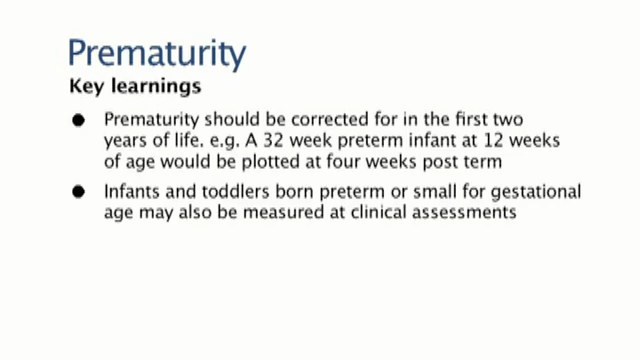 Prematurity
Key learnings
● Prematurity should be corrected for in the first two
years of life. e.g. A 32 week preterm infant at 12 weeks
of age would be plotted at four weeks post term
● Infants and toddlers born preterm or small for gestational
age may also be measured at clinical assessments